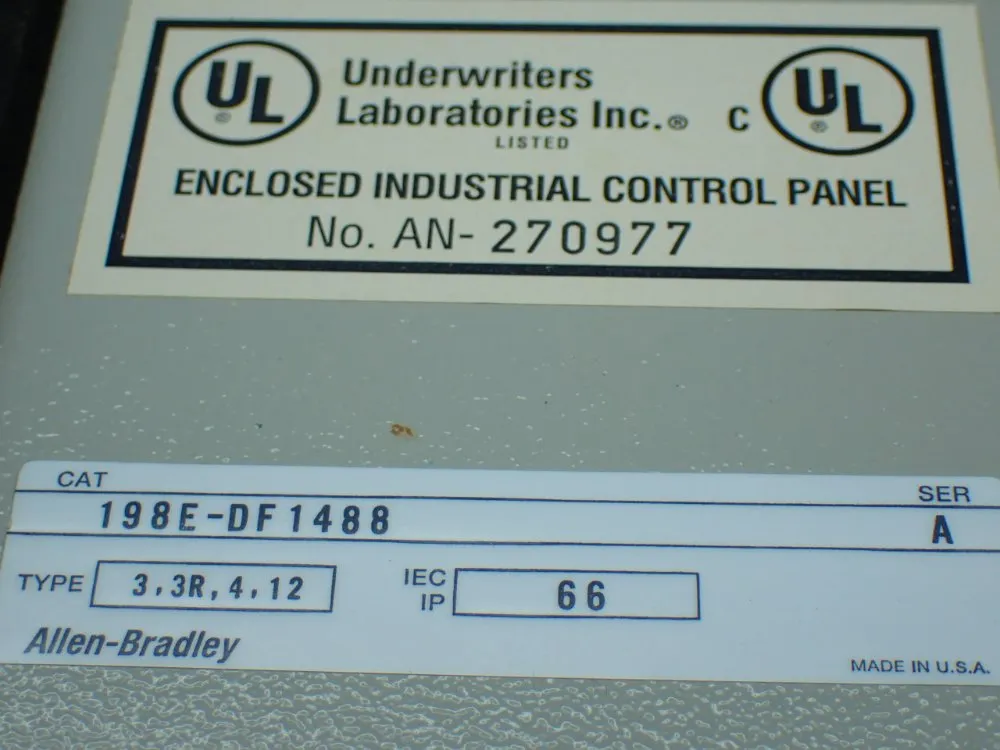 UL® Underwriters Laboratories Inc.® C UL®
LISTED
ENCLOSED INDUSTRIAL CONTROL PANEL
No. AN-270977
CAT SER
198E-DF1488 A
TYPE 3,3R,4,12 IEC IP 66
Allen-Bradley
MADE IN U.S.A.